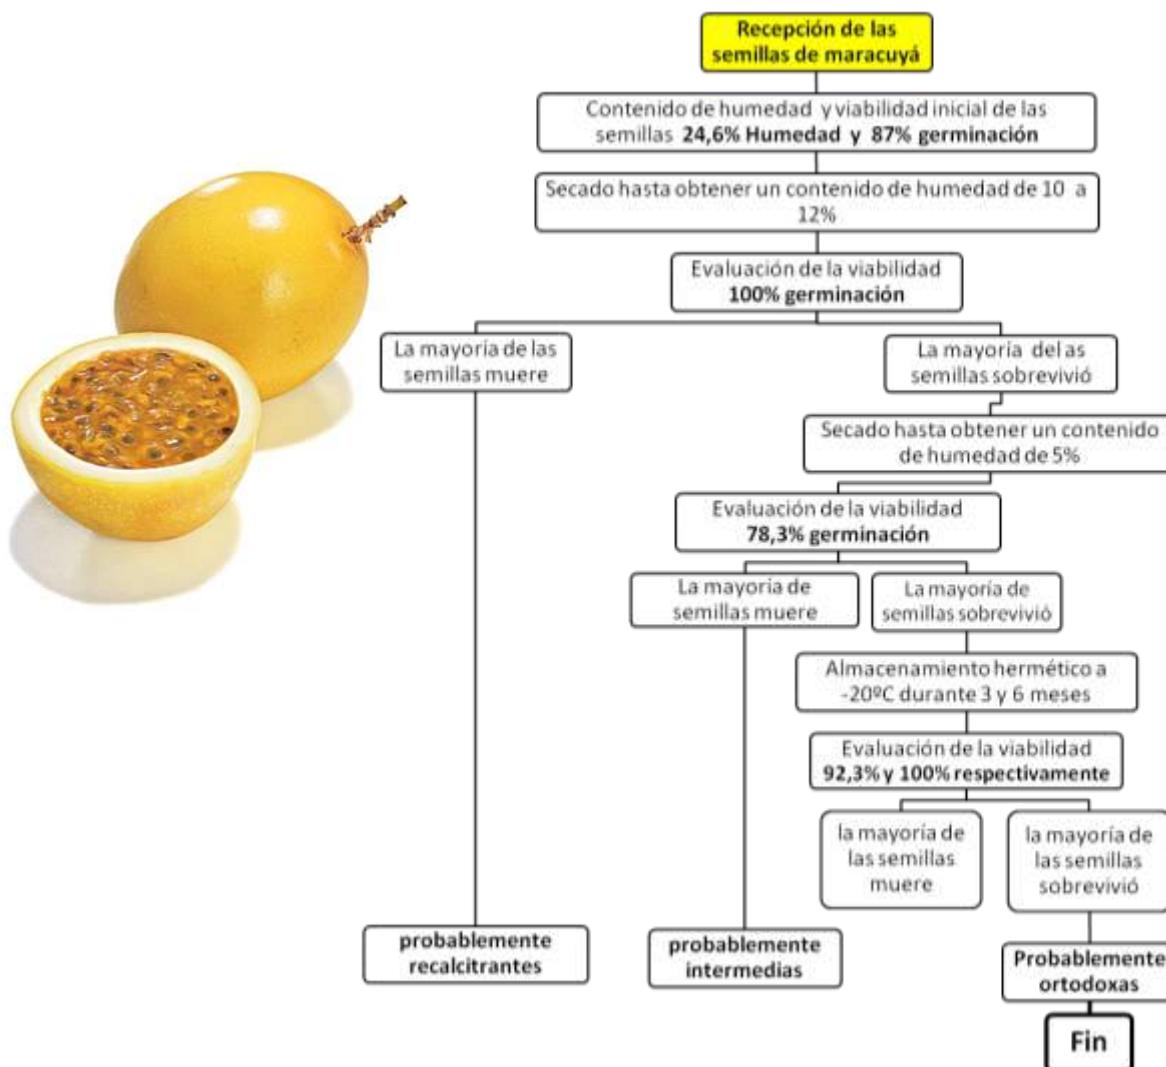 Recepción de las
semillas de maracuyá
Contenido de humedad y viabilidad inicial de las
semillas 24,6% Humedad y 87% germinación
Secado hasta obtener un contenido de humedad de 10 a
12%
Evaluación de la viabilidad
100% germinación
La mayoría de las
semillas muere
La mayoría del as
semillas sobrevivió
Secado hasta obtener un contenido
de humedad de 5%
Evaluación de la viabilidad
78,3% germinación
La mayoría de
semillas muere
La mayoría de
semillas sobrevivió
Almacenamiento hermético a
-20ºC durante 3 y 6 meses
Evaluación de la viabilidad
92,3% y 100% respectivamente
la mayoría de
las semillas
muere
la mayoría de
las semillas
sobrevivió
probablemente
recalcitrantes
probablemente
intermedias
Probablemente
ortodoxas
Fin